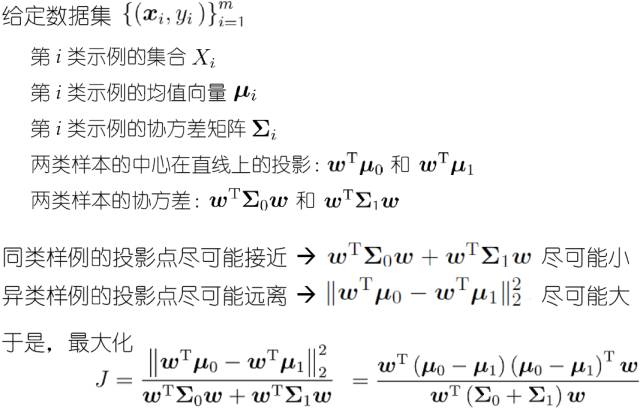 给定数据集 $\{(\boldsymbol{x}_i, y_i)\}_{i=1}^{m}$
第 $i$ 类示例的集合 $X_i$
第 $i$ 类示例的均值向量 $\boldsymbol{\mu}_i$
第 $i$ 类示例的协方差矩阵 $\boldsymbol{\Sigma}_i$
两类样本的中心在直线上的投影：$\boldsymbol{w}^{\mathrm{T}}\boldsymbol{\mu}_0$ 和 $\boldsymbol{w}^{\mathrm{T}}\boldsymbol{\mu}_1$
两类样本的协方差：$\boldsymbol{w}^{\mathrm{T}}\boldsymbol{\Sigma}_0\boldsymbol{w}$ 和 $\boldsymbol{w}^{\mathrm{T}}\boldsymbol{\Sigma}_1\boldsymbol{w}$
同类样例的投影点尽可能接近 → $\boldsymbol{w}^{\mathrm{T}}\boldsymbol{\Sigma}_0\boldsymbol{w} + \boldsymbol{w}^{\mathrm{T}}\boldsymbol{\Sigma}_1\boldsymbol{w}$ 尽可能小
异类样例的投影点尽可能远离 → $\|\boldsymbol{w}^{\mathrm{T}}\boldsymbol{\mu}_0 - \boldsymbol{w}^{\mathrm{T}}\boldsymbol{\mu}_1\|_2^2$ 尽可能大
于是，最大化
$J = \frac{\|\boldsymbol{w}^{\mathrm{T}}\boldsymbol{\mu}_0 - \boldsymbol{w}^{\mathrm{T}}\boldsymbol{\mu}_1\|_2^2}{\boldsymbol{w}^{\mathrm{T}}\boldsymbol{\Sigma}_0\boldsymbol{w} + \boldsymbol{w}^{\mathrm{T}}\boldsymbol{\Sigma}_1\boldsymbol{w}} = \frac{\boldsymbol{w}^{\mathrm{T}}(\boldsymbol{\mu}_0 - \boldsymbol{\mu}_1)(\boldsymbol{\mu}_0 - \boldsymbol{\mu}_1)^{\mathrm{T}}\boldsymbol{w}}{\boldsymbol{w}^{\mathrm{T}}(\boldsymbol{\Sigma}_0 + \boldsymbol{\Sigma}_1)\boldsymbol{w}}$